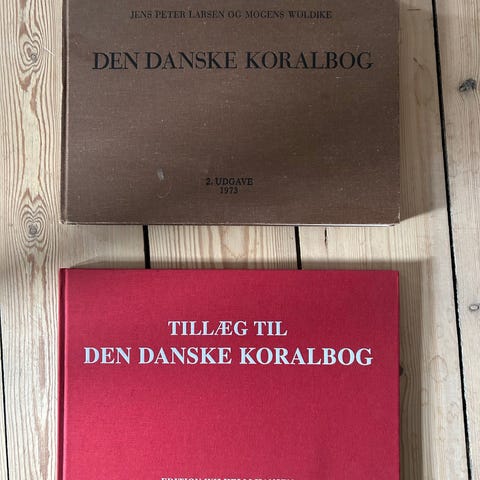 JENS PETER LARSEN OG MOGENS WÖLDIKE
DEN DANSKE KORALBOG
2. UDGAVE
1973
TILLÆG TIL
DEN DANSKE KORALBOG